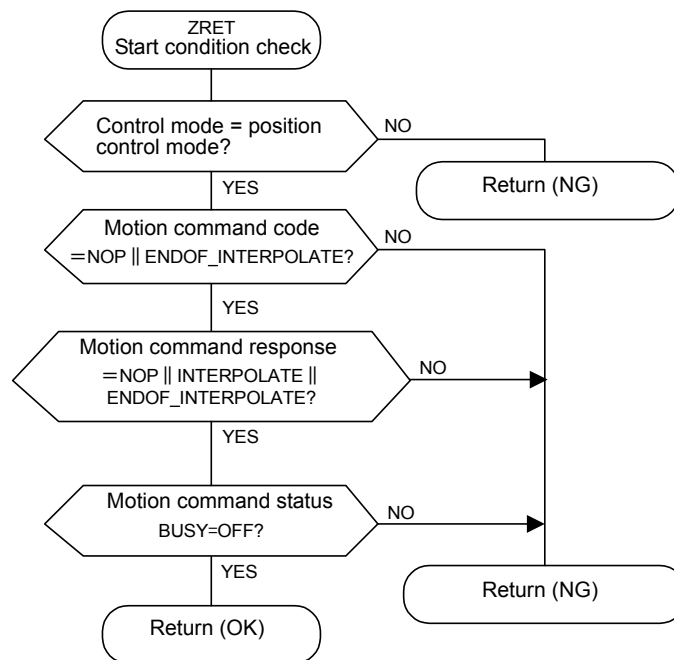 ZRET
Start condition check
Control mode = position
control mode?
NO
Return (NG)
YES
Motion command code
=NOP || ENDOF_INTERPOLATE?
NO
YES
Motion command response
=NOP || INTERPOLATE ||
ENDOF_INTERPOLATE?
NO
YES
Motion command status
BUSY=OFF?
NO
YES
Return (NG)
Return (OK)